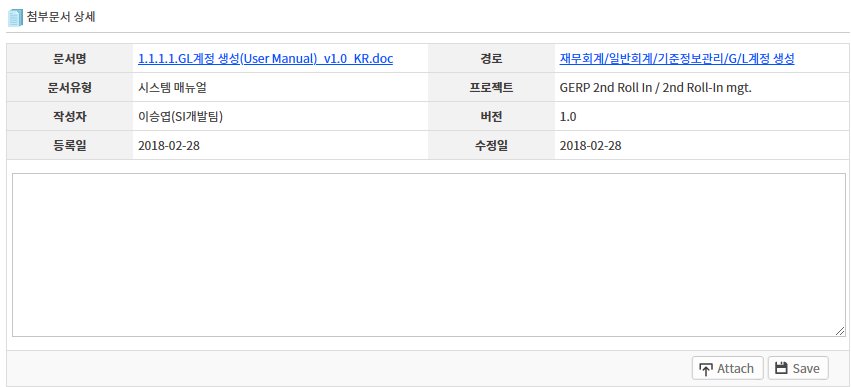 첨부문서 상세
문서명 1.1.1.1.GL계정 생성(User Manual)_v1.0_KR.doc 경로 재무회계/일반회계/기준정보관리/G/L계정 생성
문서유형 시스템 매뉴얼 프로젝트 GERP 2nd Roll In / 2nd Roll-In mgt.
작성자 이승엽(SI개발팀) 버전 1.0
등록일 2018-02-28 수정일 2018-02-28
Attach Save